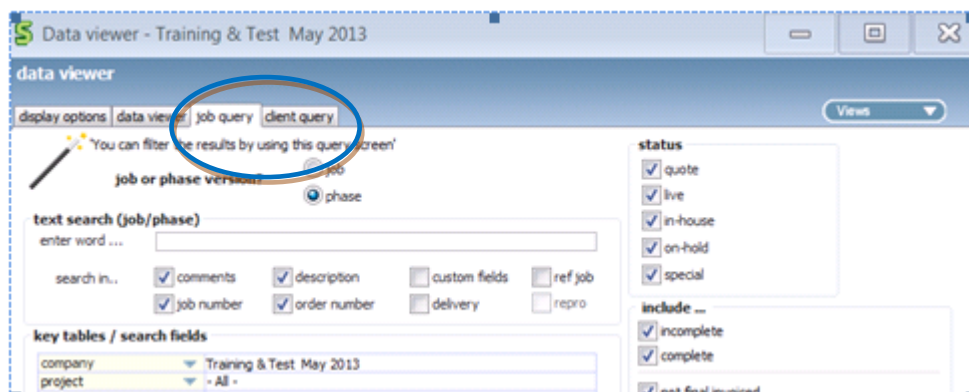 Data viewer - Training & Test May 2013
data viewer
display options data viewer job query client query
Views
'You can filter the results by using this query screen'
job or phase version?
job
phase
text search (job/phase)
enter word ...
search in..
comments description custom fields ref job
job number order number delivery repro
key tables / search fields
company Training & Test May 2013
project - All -
status
quote
live
in-house
on-hold
special
include ...
incomplete
complete
not final invoiced